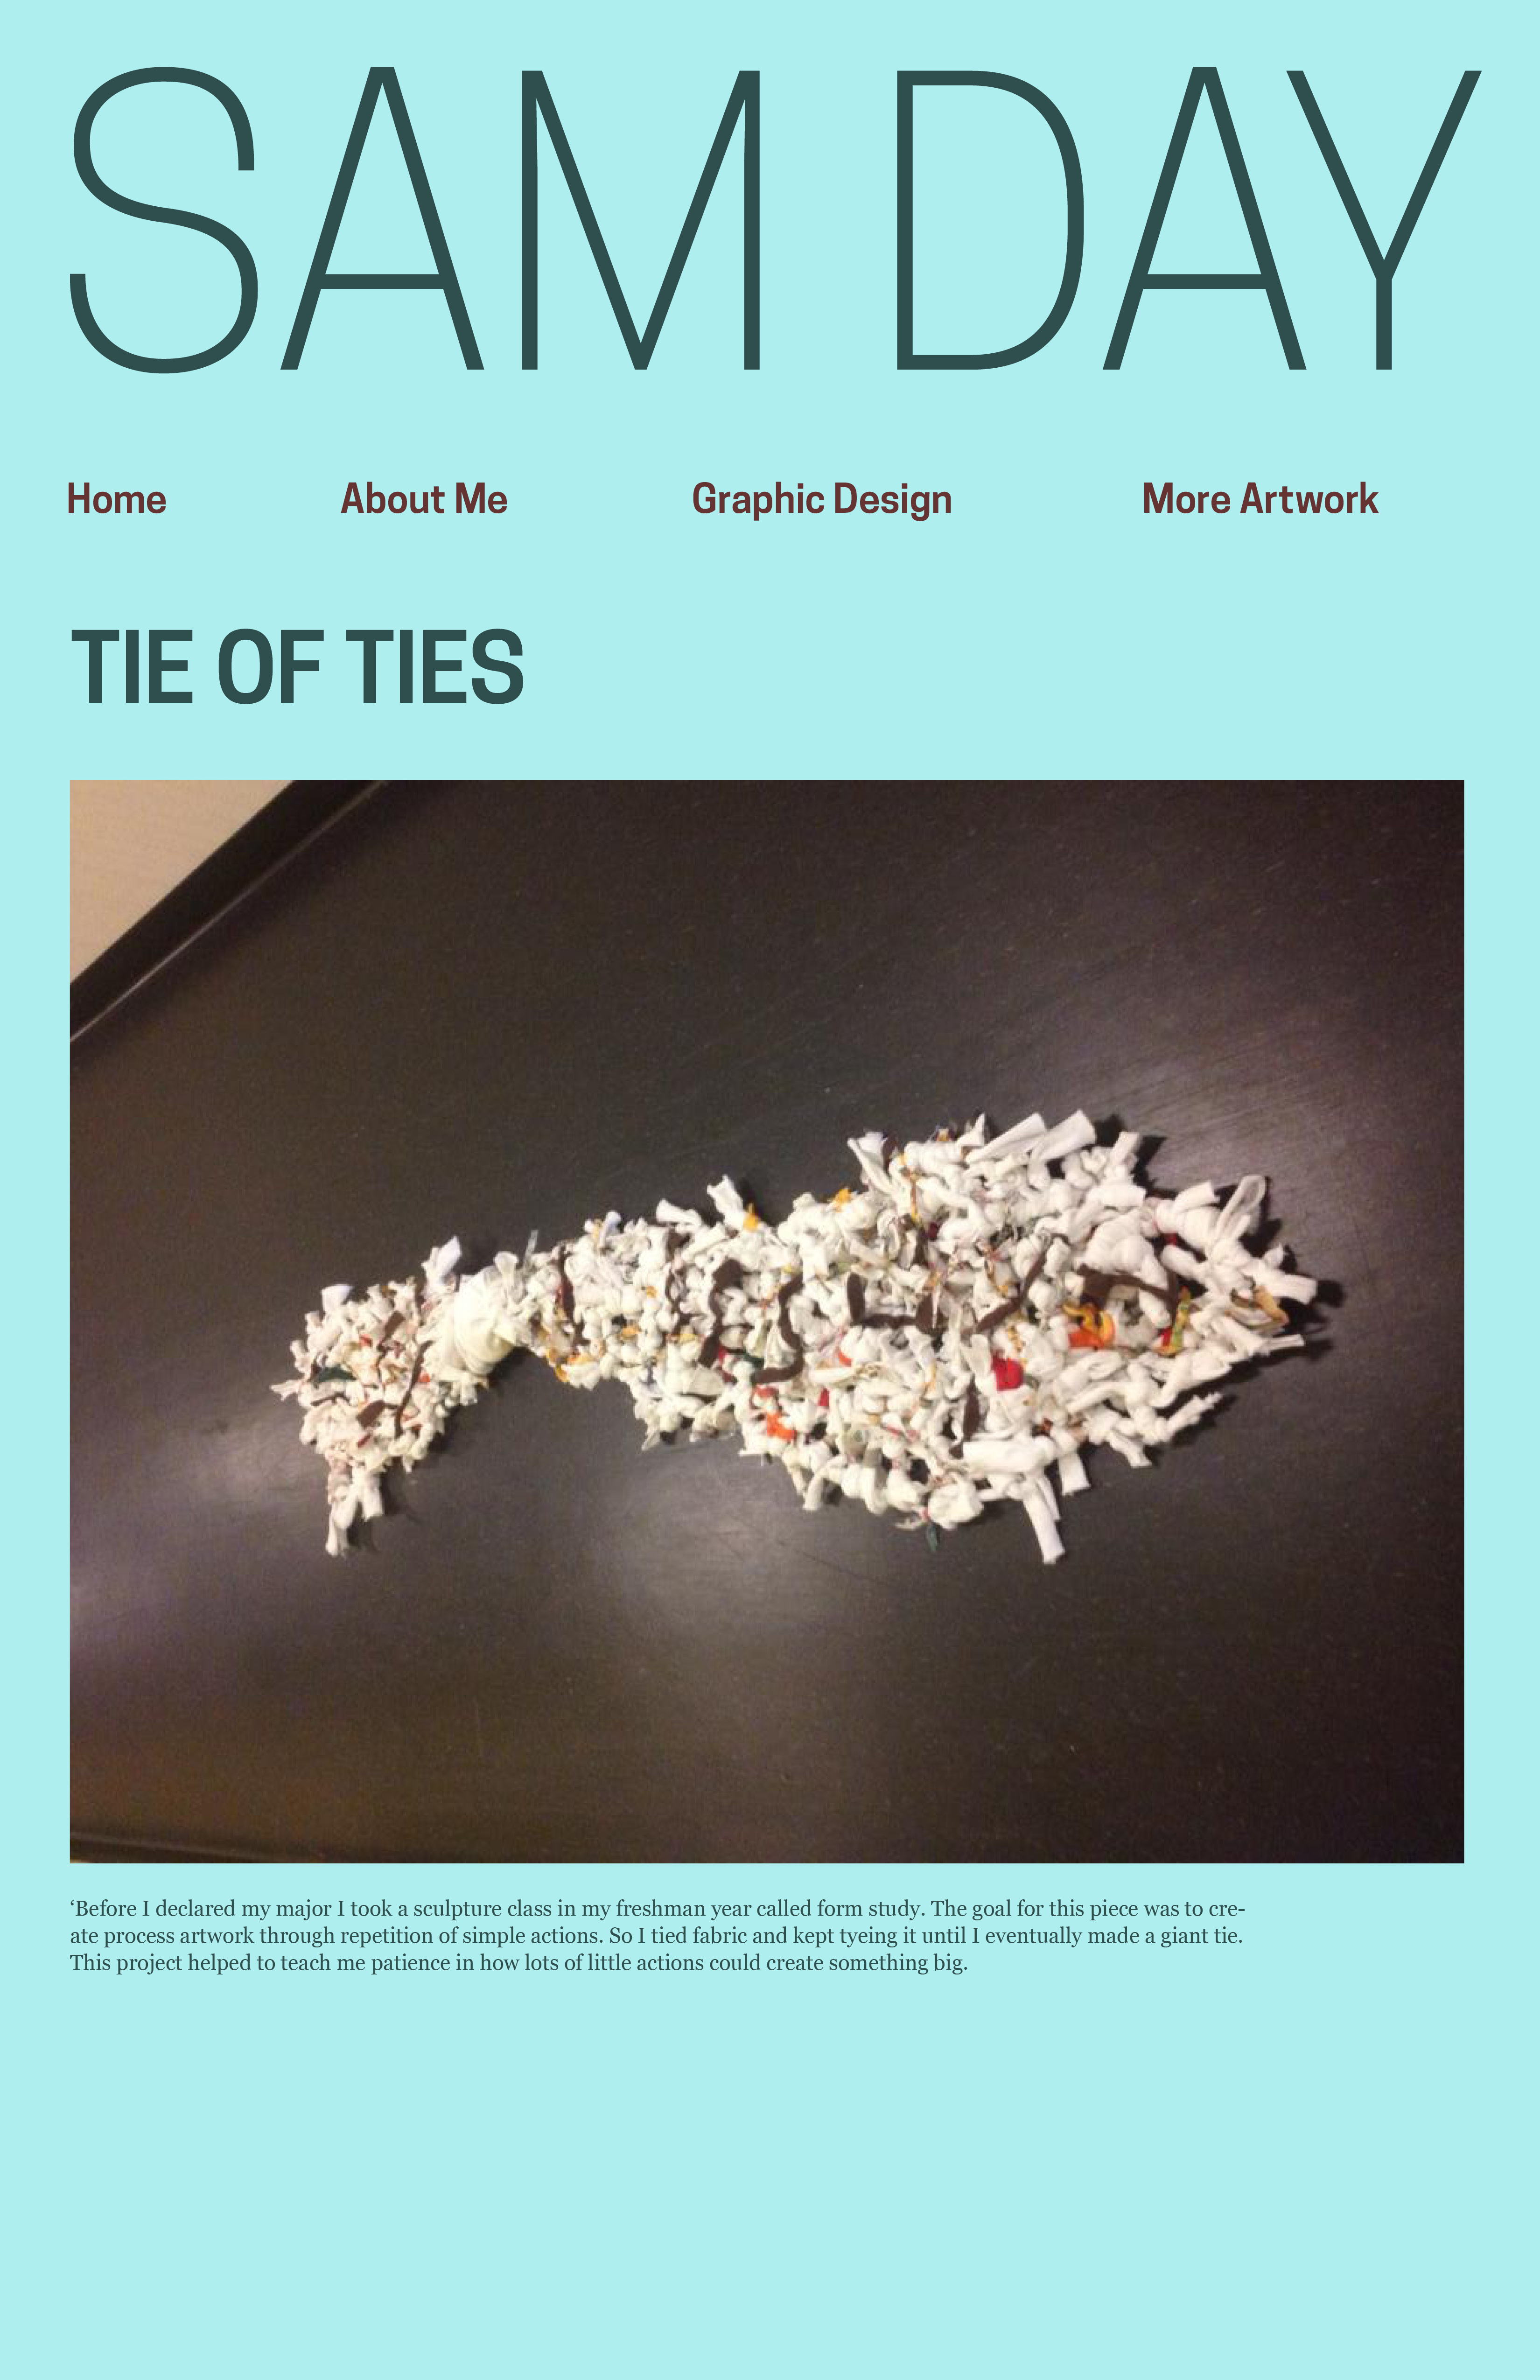 SAM DAY
Home About Me Graphic Design More Artwork
TIE OF TIES
‘Before I declared my major I took a sculpture class in my freshman year called form study. The goal for this piece was to cre-
ate process artwork through repetition of simple actions. So I tied fabric and kept tyeing it until I eventually made a giant tie.
This project helped to teach me patience in how lots of little actions could create something big.